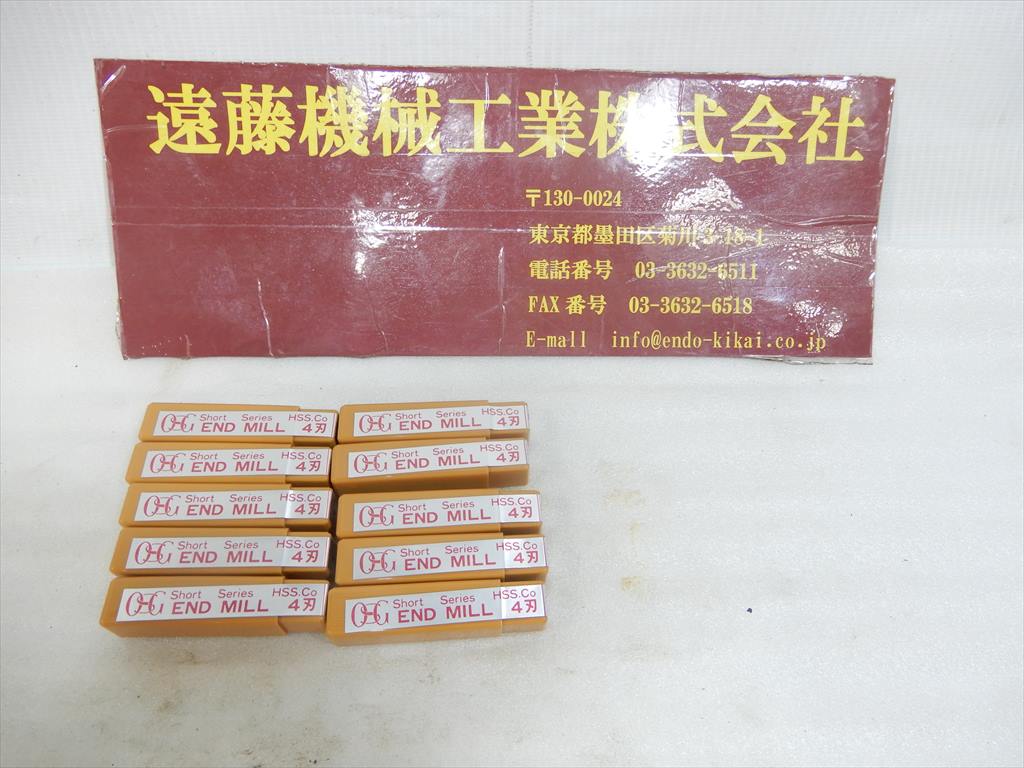 遠藤機械工業株式会社
〒130-0024
東京都墨田区菊川 3-18-1
電話番号 03-3632-6511
FAX 番号 03-3632-6518
E-mall info@endo-kikai.co.jp
OSG Short Series END MILL HSS.Co 4刃
OSG Short Series END MILL HSS.Co 4刃
OSG Short Series END MILL HSS.Co 4刃
OSG Short Series END MILL HSS.Co 4刃
OSG Short Series END MILL HSS.Co 4刃
OSG Short Series END MILL HSS.Co 4刃
OSG Short Series END MILL HSS.Co 4刃
OSG Short Series END MILL HSS.Co 4刃
OSG Short Series END MILL HSS.Co 4刃
OSG Short Series END MILL HSS.Co 4刃